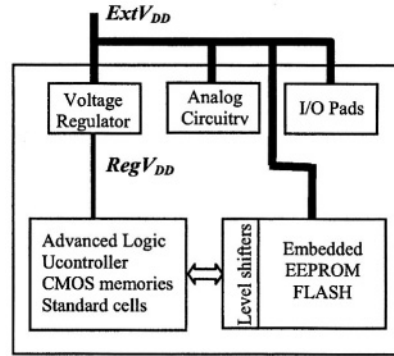 ExtV_DD
Voltage
Regulator
Analog
Circuitry
I/O Pads
RegV_DD
Advanced Logic
Ucontroller
CMOS memories
Standard cells
Level shifters
Embedded
EEPROM
FLASH